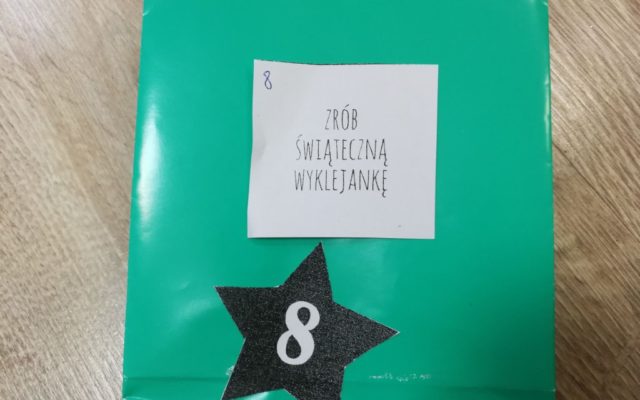 8
ZRÓB
ŚWIĄTECZNĄ
WYKLEJANKĘ
8